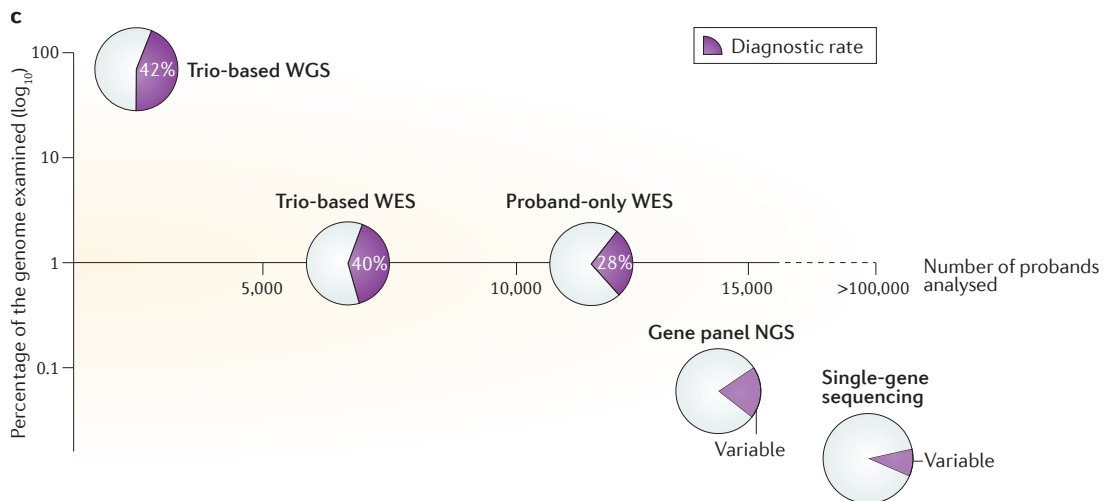 c
Percentage of the genome examined (log10)
100
10
1
0.1
42%
Trio-based WGS
Diagnostic rate
Trio-based WES
40%
Proband-only WES
28%
5,000
10,000
15,000
>100,000
Number of probands
analysed
Gene panel NGS
Variable
Single-gene
sequencing
Variable